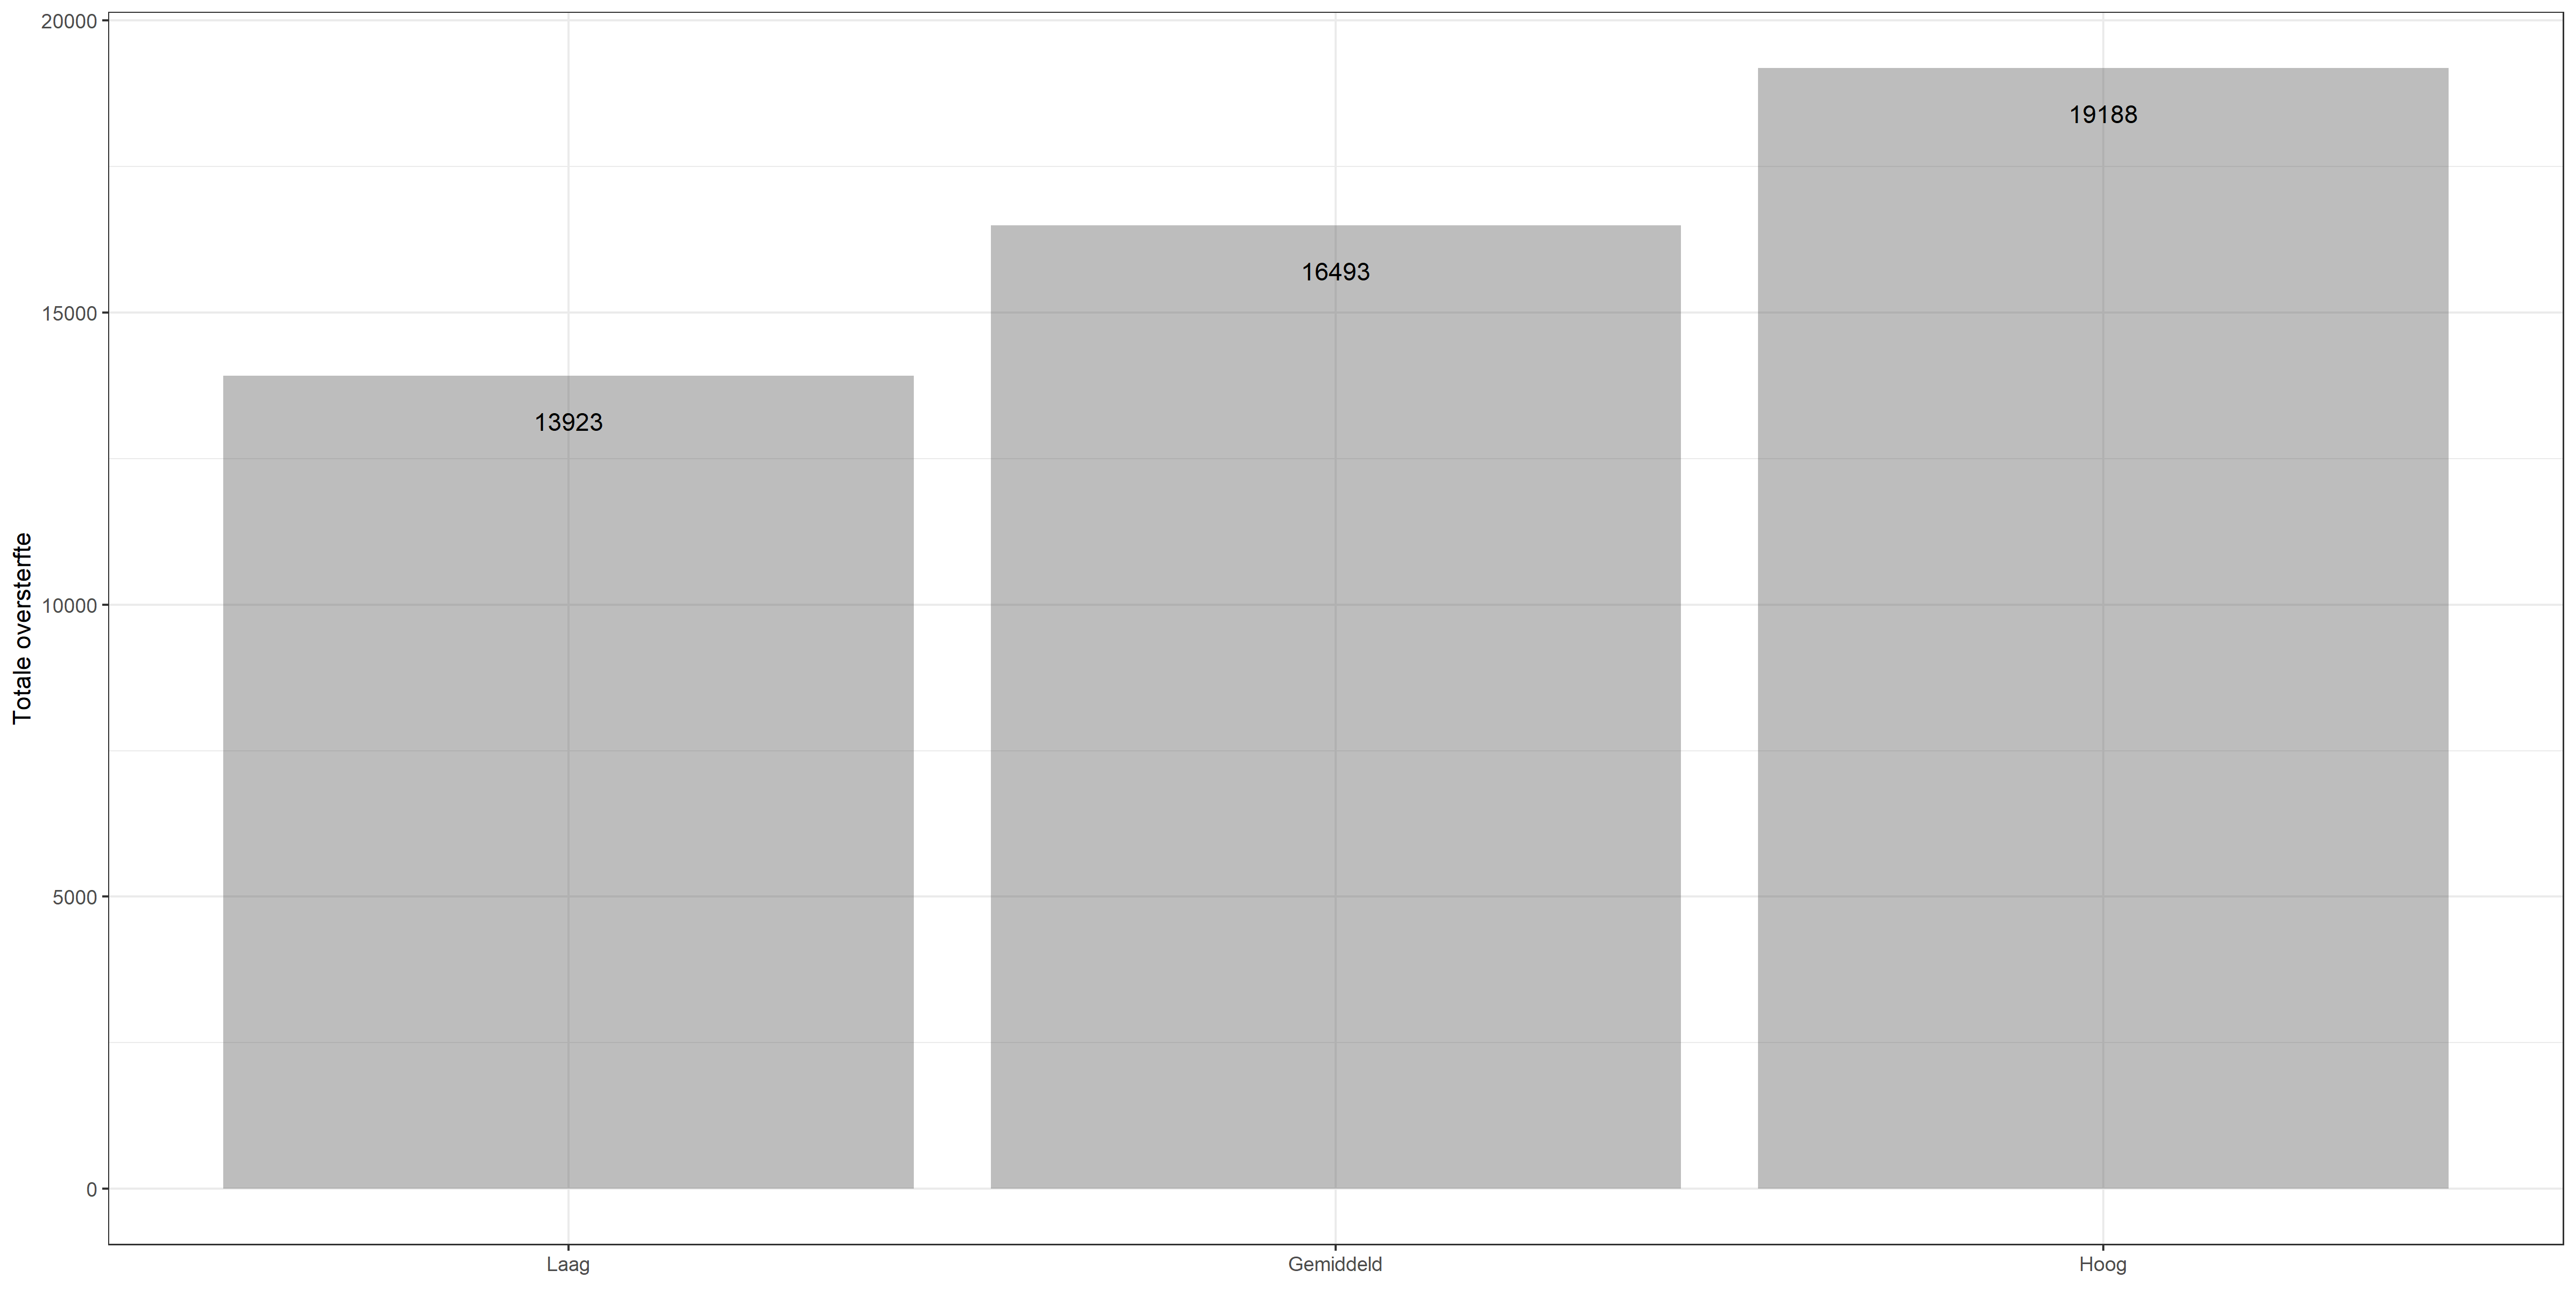 Totale oversterfte
20000
15000
10000
5000
0
13923
16493
19188
Laag
Gemiddeld
Hoog